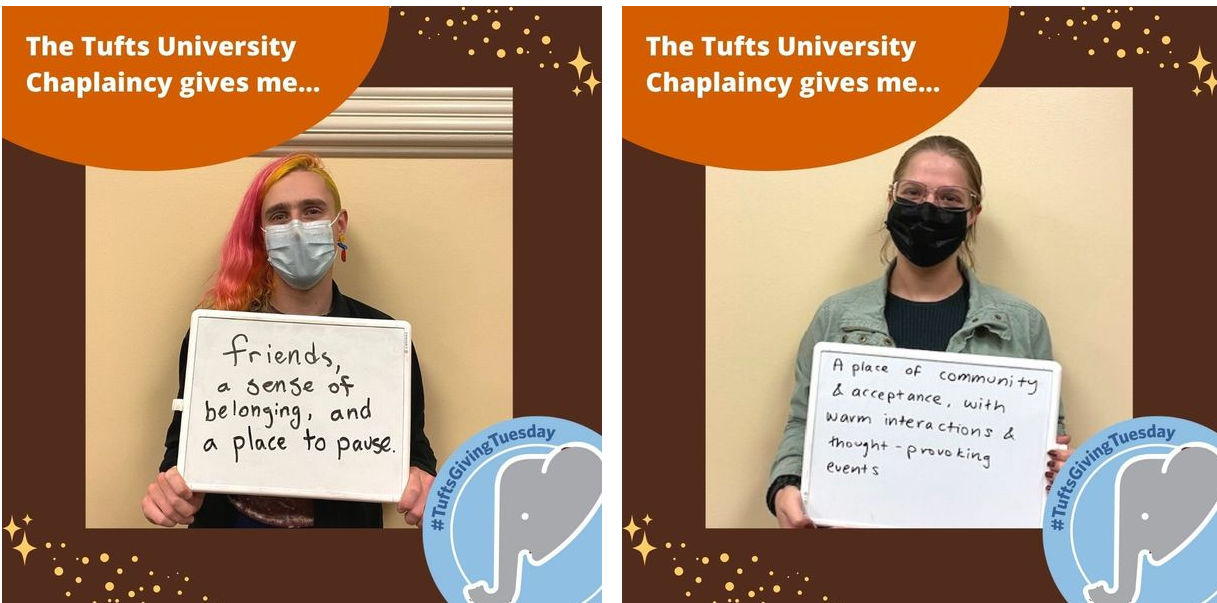 The Tufts University
Chaplaincy gives me...
friends,
a sense of
belonging, and
a place to pause.
#TuftsGivingTuesday
The Tufts University
Chaplaincy gives me...
A place of community
& acceptance, with
warm interactions &
thought-provoking
events
#TuftsGivingTuesday